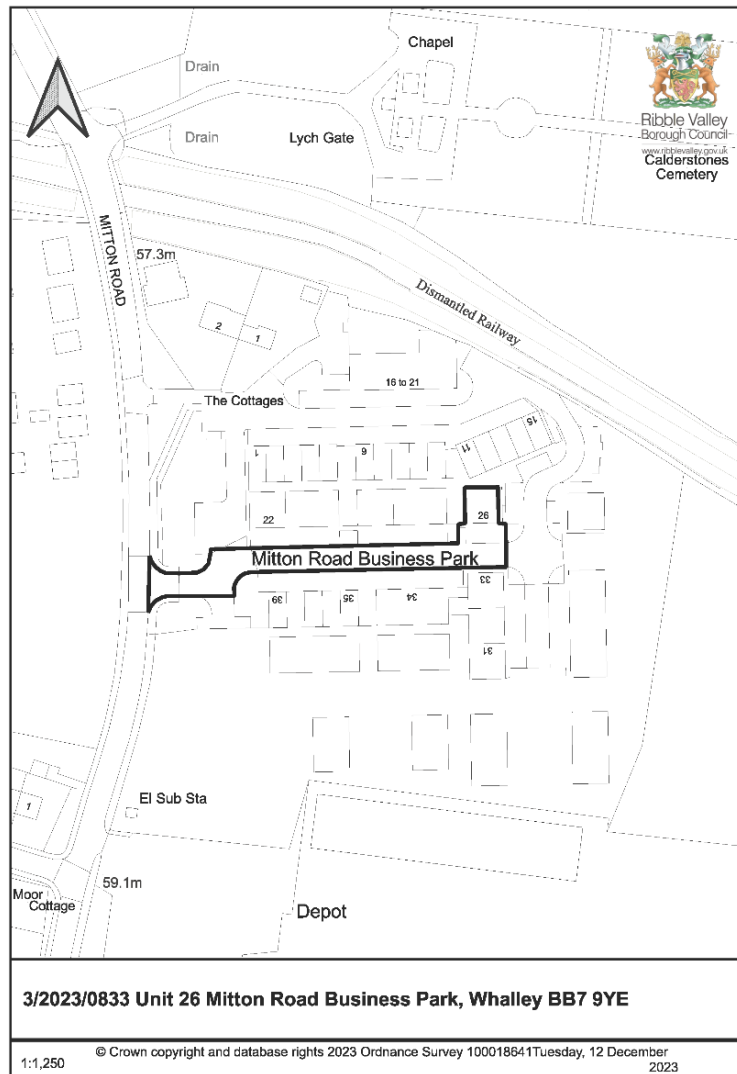 Chapel
Drain
Drain
Lych Gate
Ribble Valley
Borough Council
www.ribblevalley.gov.uk
Calderstones
Cemetery
MITTON ROAD
57.3m
Dismantled Railway
2
1
16 to 21
The Cottages
15
11
1
6
22
26
Mitton Road Business Park
33
39
35
34
31
El Sub Sta
1
59.1m
Moor
Cottage
Depot
3/2023/0833 Unit 26 Mitton Road Business Park, Whalley BB7 9YE
1:1,250
© Crown copyright and database rights 2023 Ordnance Survey 100018641Tuesday, 12 December
2023